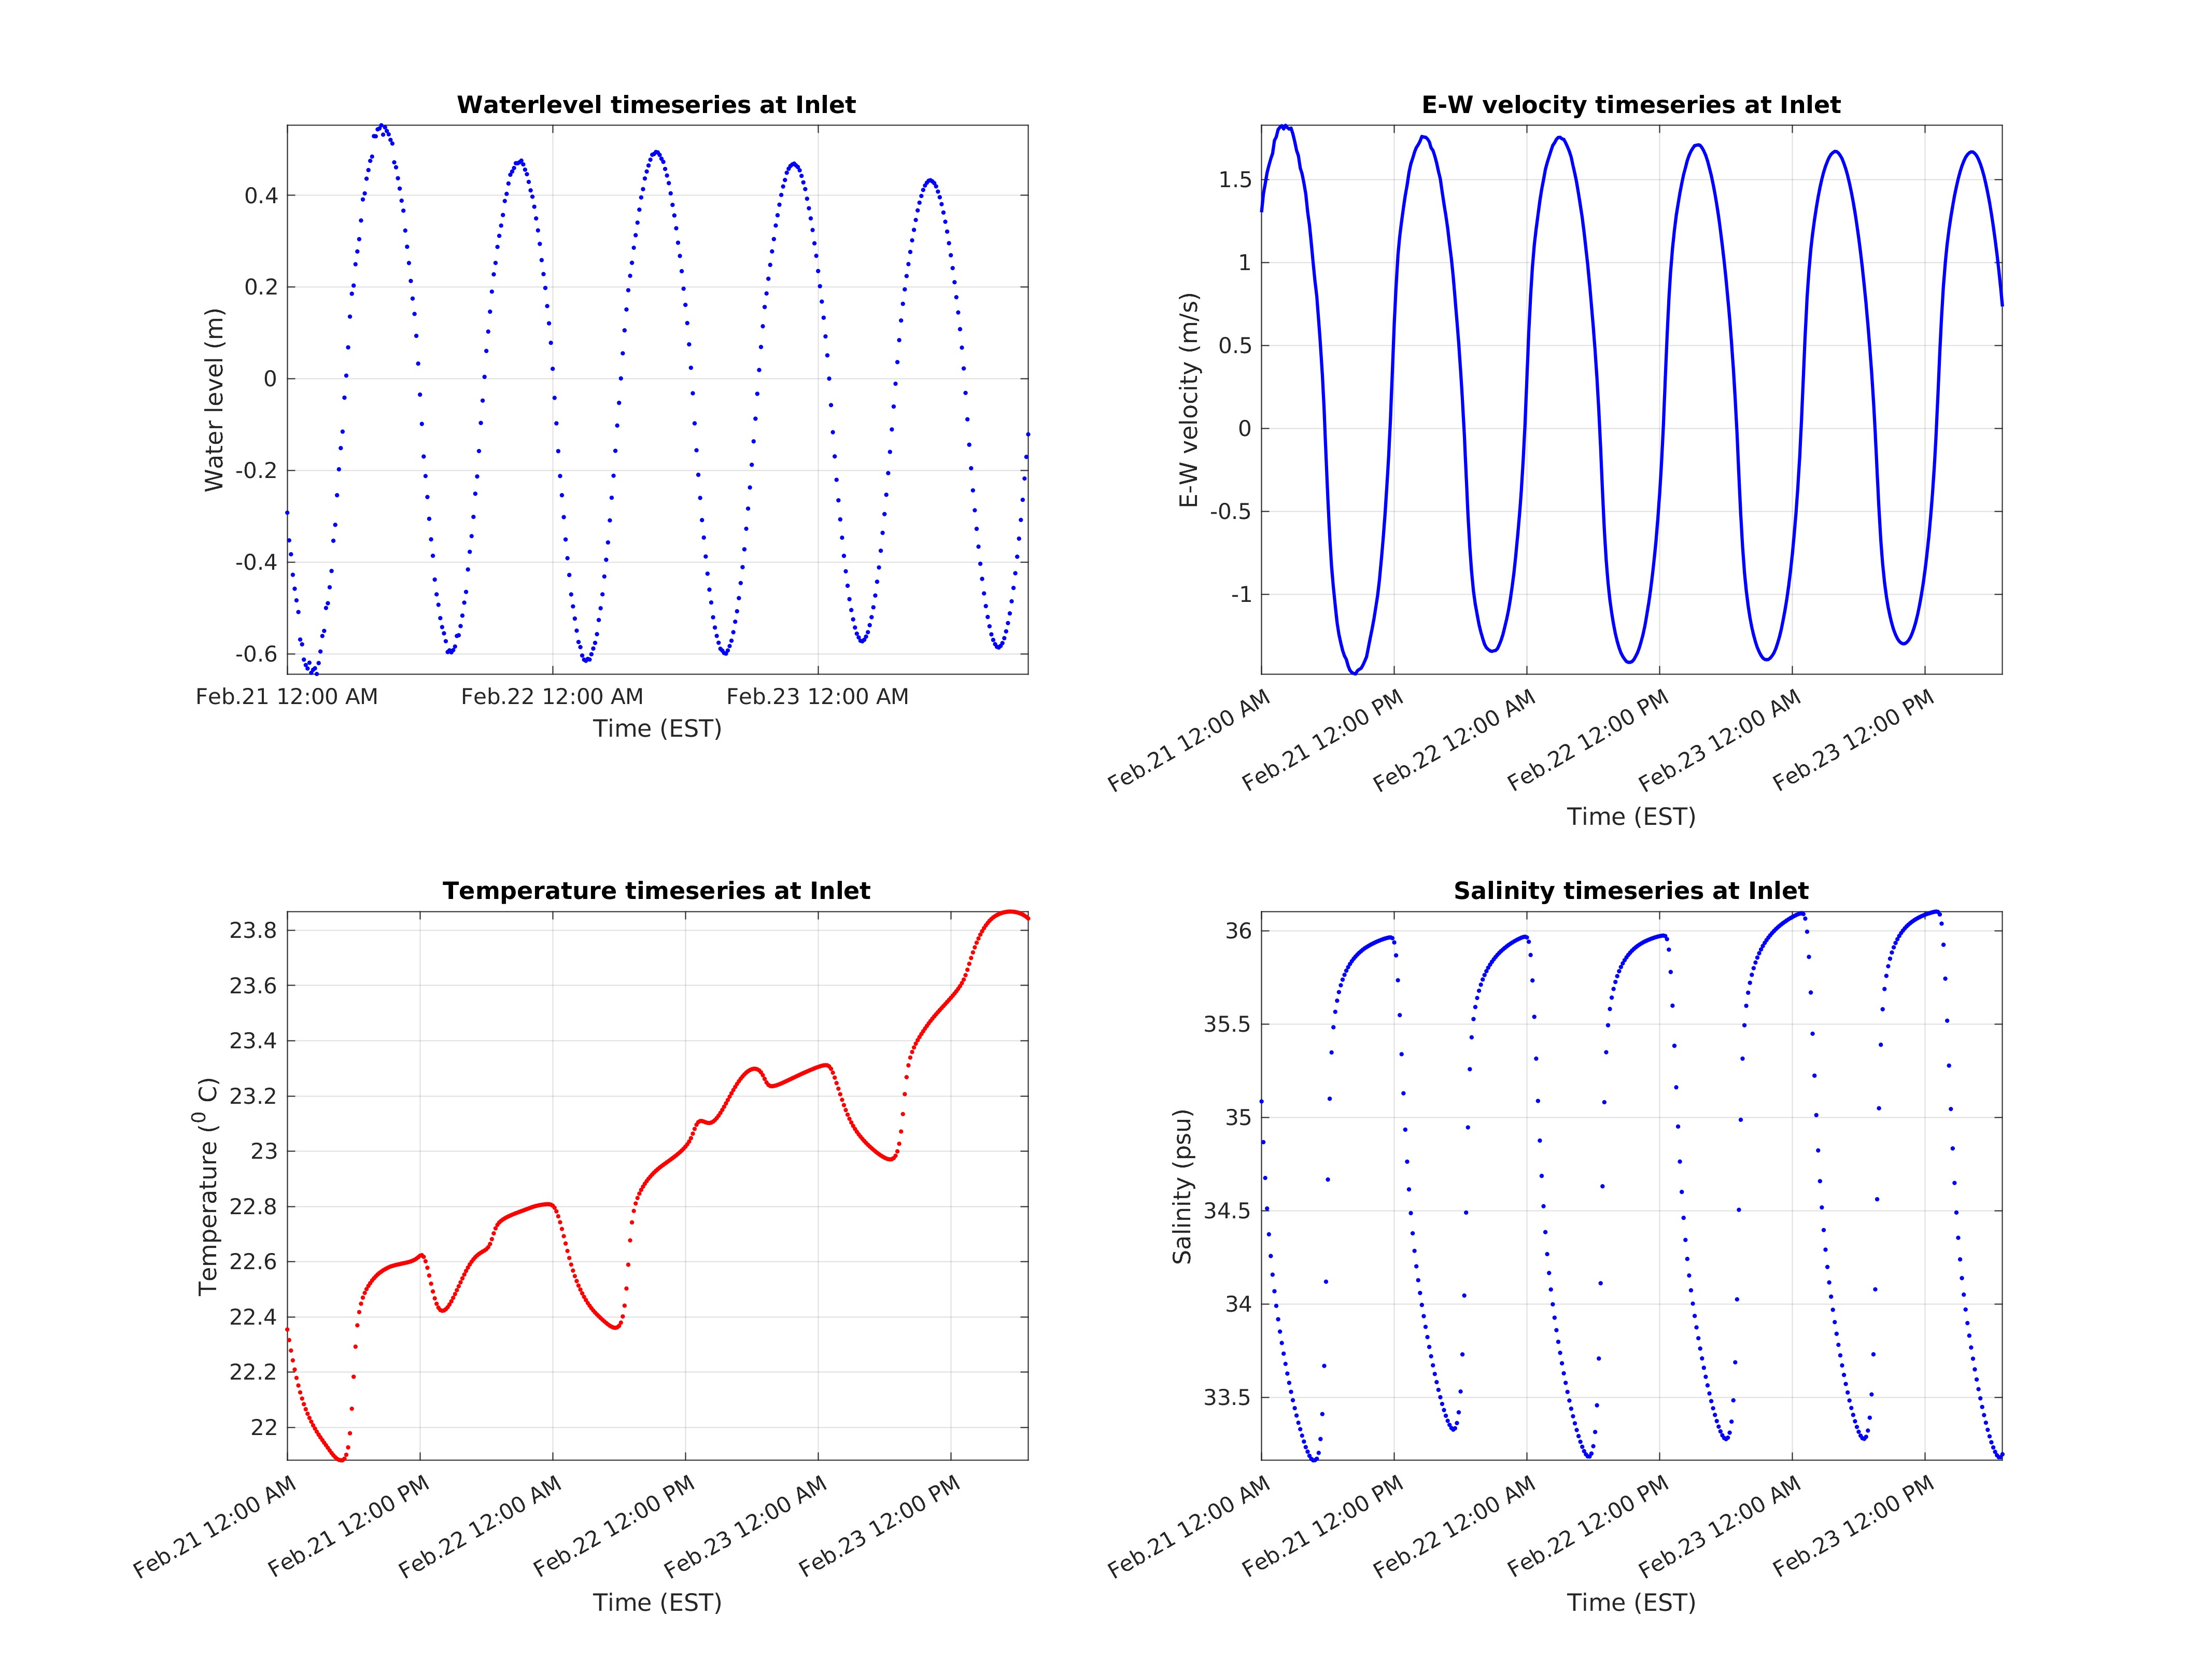 Waterlevel timeseries at Inlet
0.4
0.2
0
-0.2
-0.4
-0.6
Water level (m)
Feb.21 12:00 AM
Feb.22 12:00 AM
Feb.23 12:00 AM
Time (EST)
E-W velocity timeseries at Inlet
1.5
1
0.5
0
-0.5
-1
E-W velocity (m/s)
Feb.21 12:00 AM
Feb.21 12:00 PM
Feb.22 12:00 AM
Feb.22 12:00 PM
Feb.23 12:00 AM
Feb.23 12:00 PM
Time (EST)
Temperature timeseries at Inlet
23.8
23.6
23.4
23.2
23
22.8
22.6
22.4
22.2
22
Temperature (⁰ C)
Feb.21 12:00 AM
Feb.21 12:00 PM
Feb.22 12:00 AM
Feb.22 12:00 PM
Feb.23 12:00 AM
Feb.23 12:00 PM
Time (EST)
Salinity timeseries at Inlet
36
35.5
35
34.5
34
33.5
Salinity (psu)
Feb.21 12:00 AM
Feb.21 12:00 PM
Feb.22 12:00 AM
Feb.22 12:00 PM
Feb.23 12:00 AM
Feb.23 12:00 PM
Time (EST)